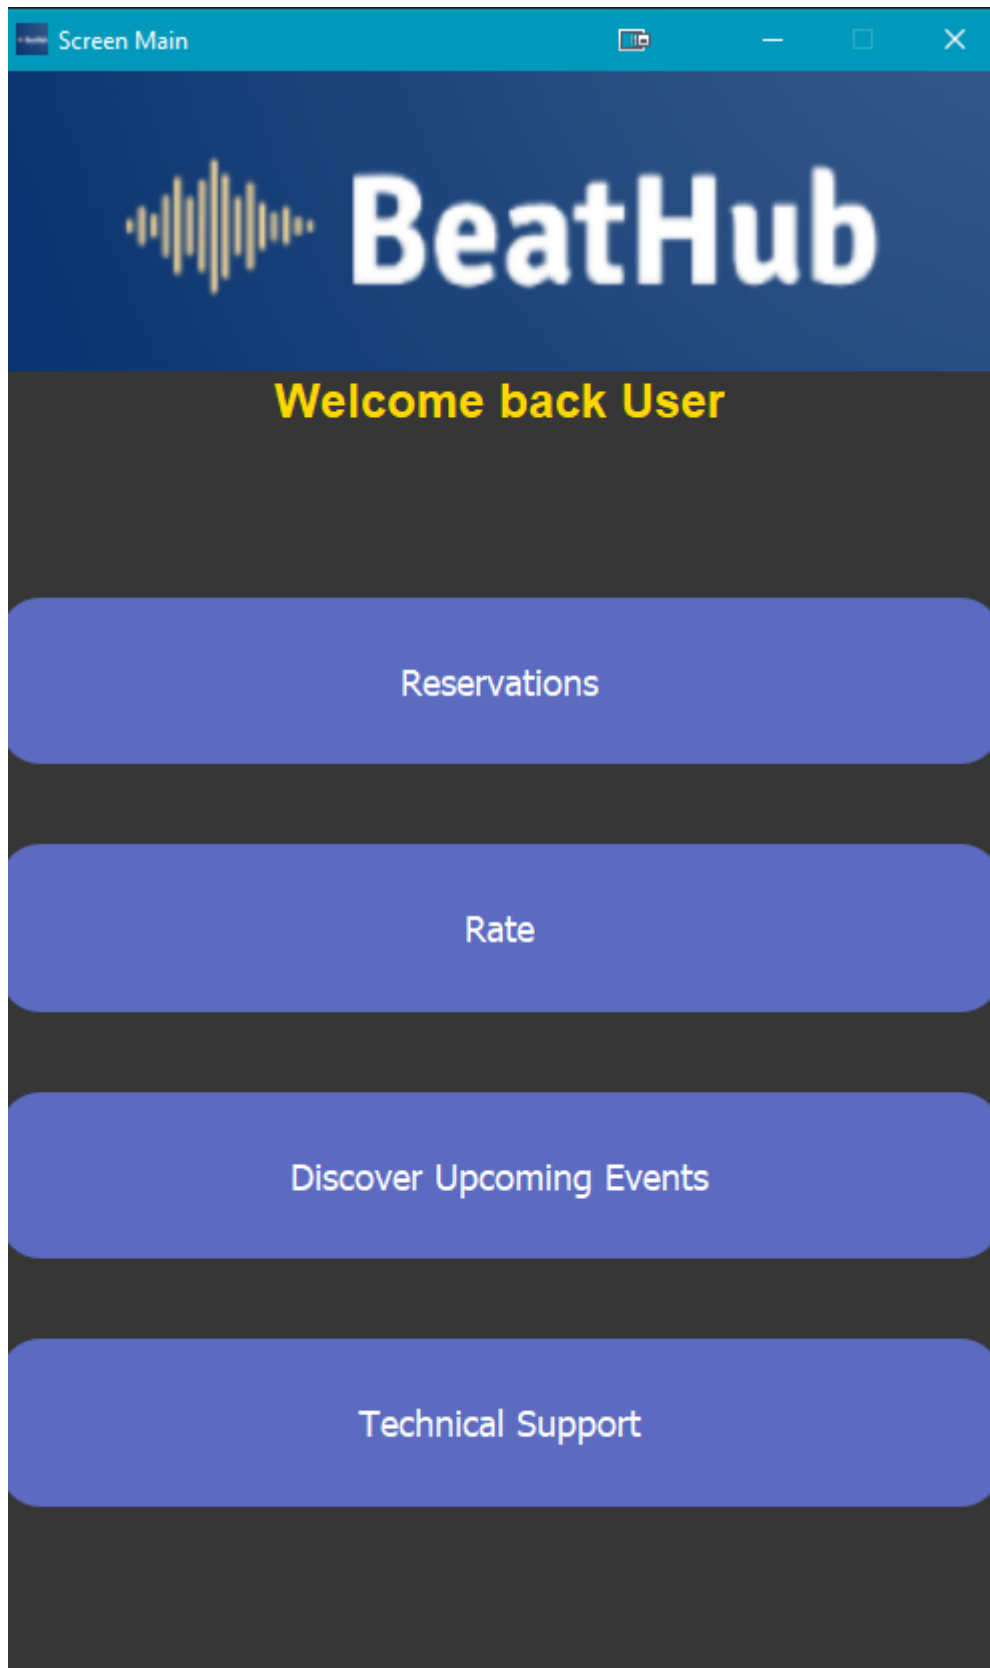 Screen Main
BeatHub
Welcome back User
Reservations
Rate
Discover Upcoming Events
Technical Support